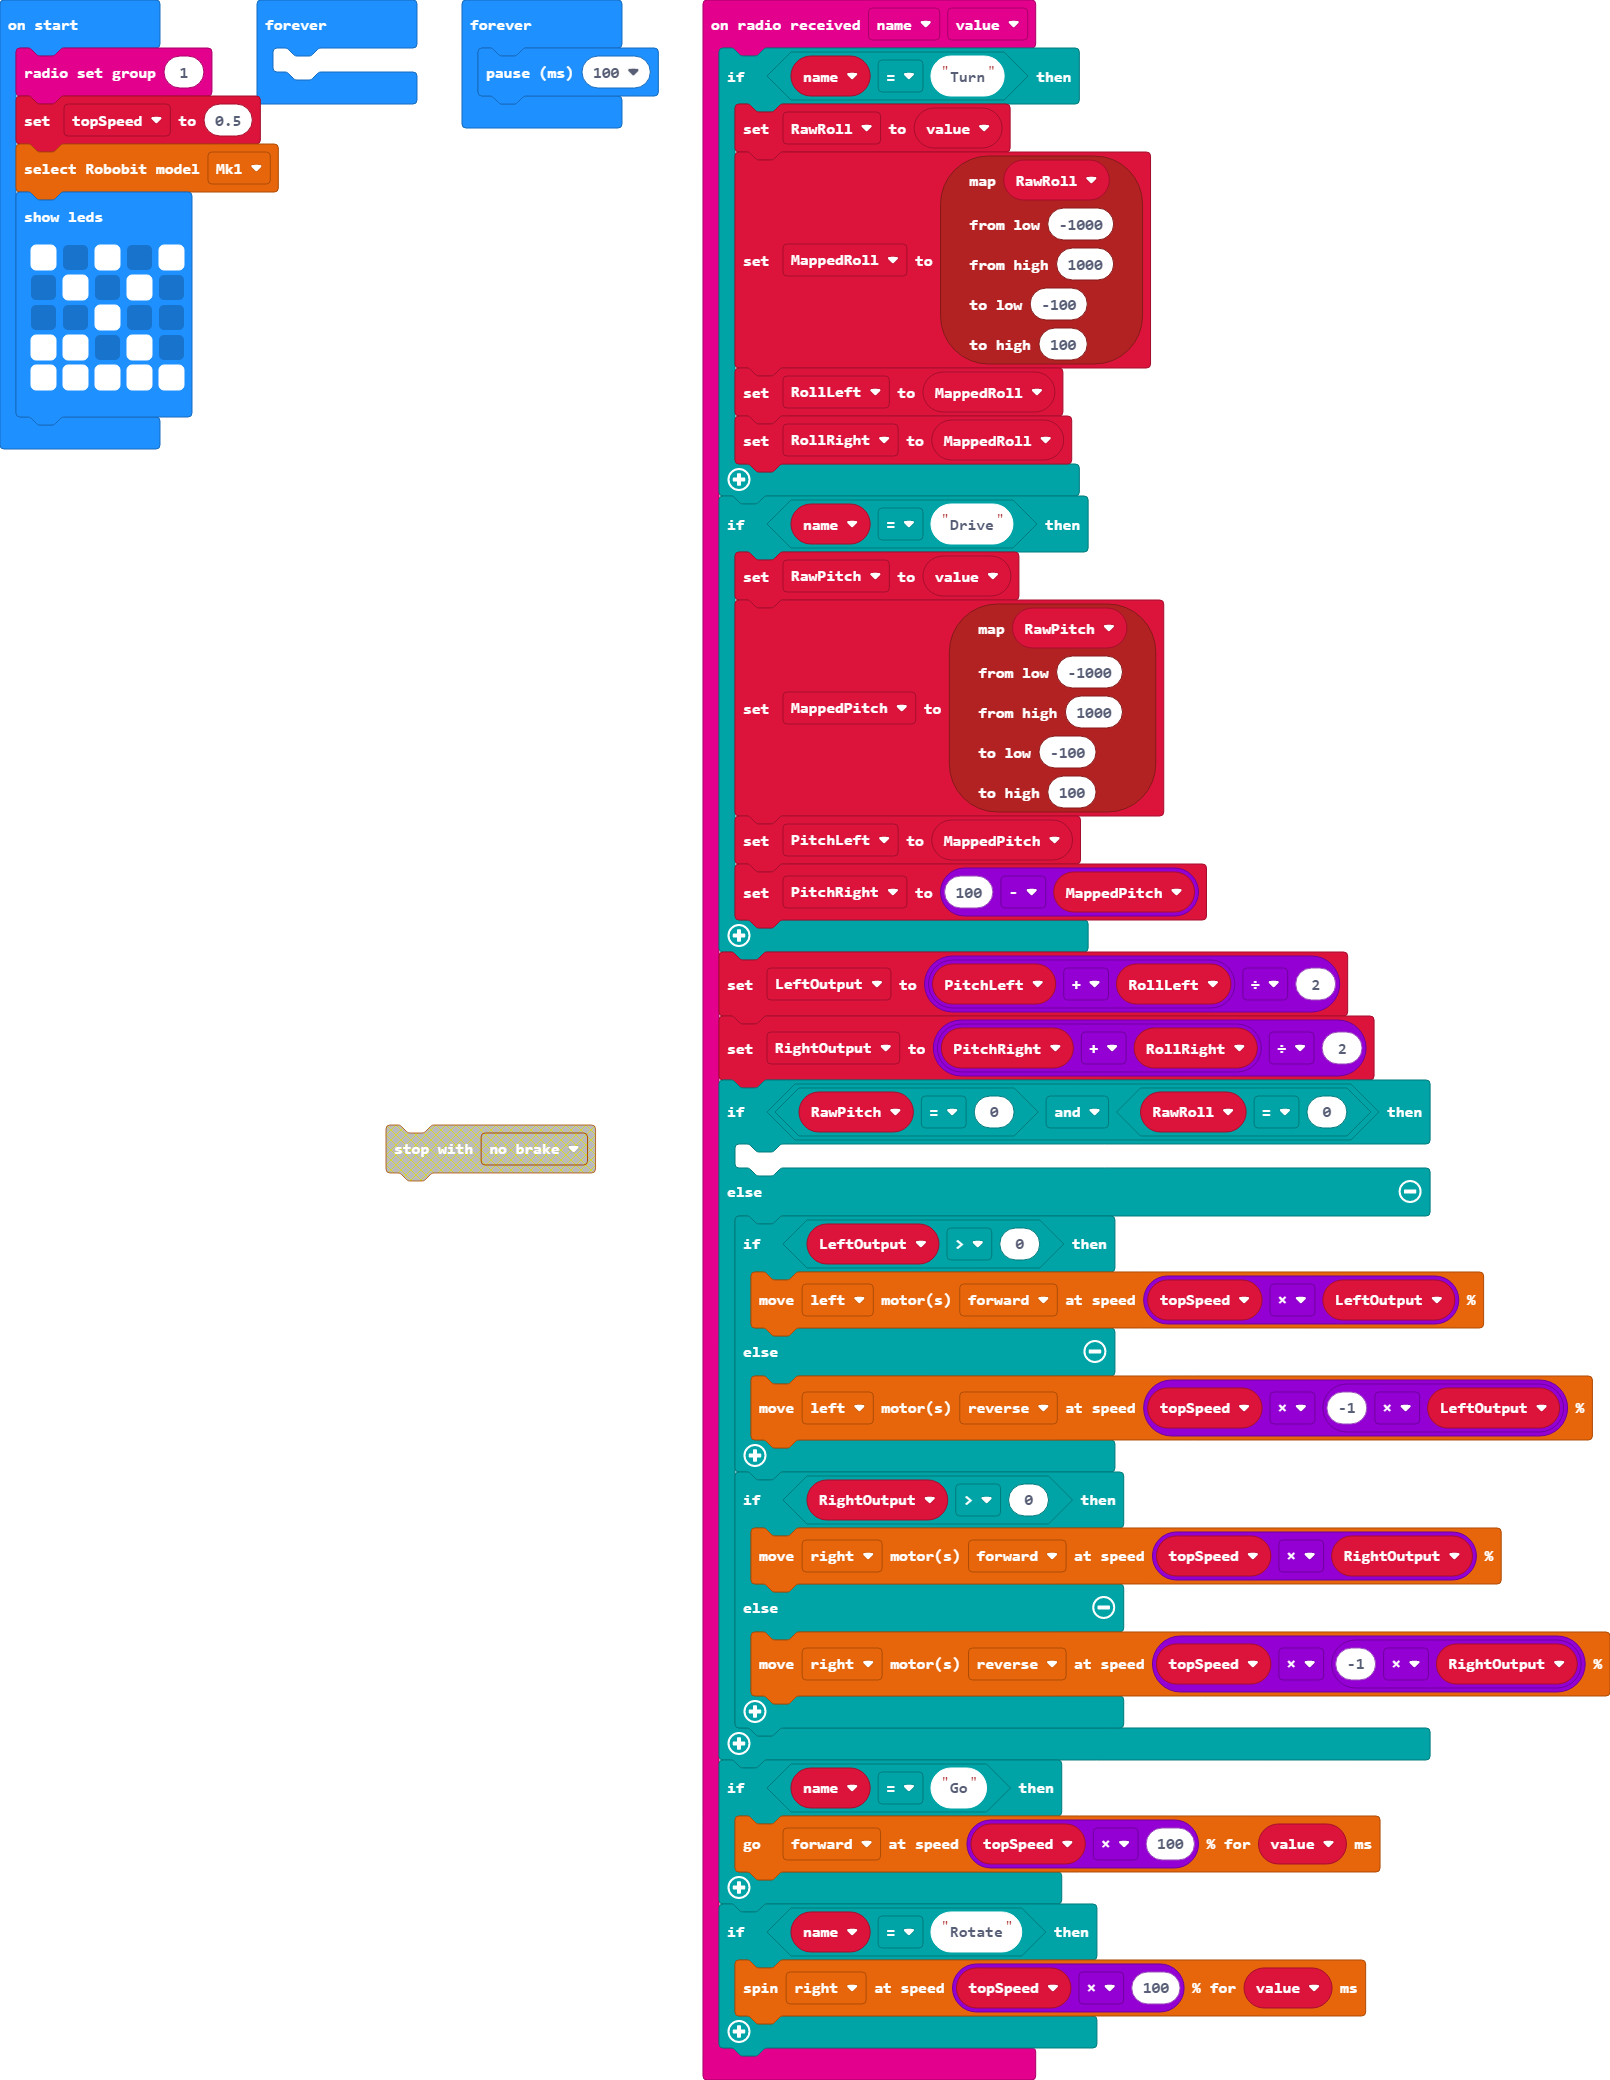 on start
radio set group 1
set topSpeed to 0.5
select Robobit model Mk1
show leds
forever
forever
pause (ms) 100
stop with no brake
on radio received name value
if name = "Turn" then
set RawRoll to value
set MappedRoll to
map RawRoll
from low -1000
from high 1000
to low -100
to high 100
set RollLeft to MappedRoll
set RollRight to MappedRoll
if name = "Drive" then
set RawPitch to value
set MappedPitch to
map RawPitch
from low -1000
from high 1000
to low -100
to high 100
set PitchLeft to MappedPitch
set PitchRight to 100 - MappedPitch
set LeftOutput to PitchLeft + RollLeft ÷ 2
set RightOutput to PitchRight + RollRight ÷ 2
if RawPitch = 0 and RawRoll = 0 then
else
if LeftOutput > 0 then
move left motor(s) forward at speed topSpeed × LeftOutput %
else
move left motor(s) reverse at speed topSpeed × -1 × LeftOutput %
if RightOutput > 0 then
move right motor(s) forward at speed topSpeed × RightOutput %
else
move right motor(s) reverse at speed topSpeed × -1 × RightOutput %
if name = "Go" then
go forward at speed topSpeed × 100 % for value ms
if name = "Rotate" then
spin right at speed topSpeed × 100 % for value ms